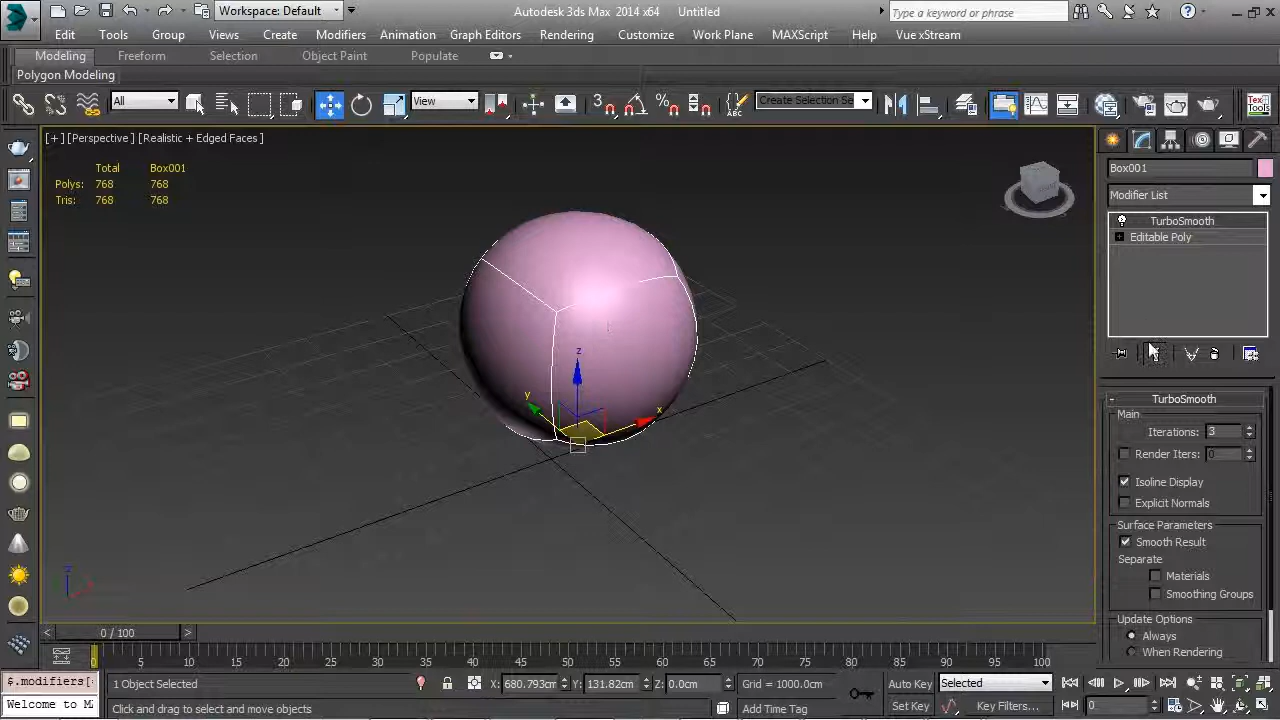 Workspace: Default
Autodesk 3ds Max  2014 x64    Untitled
Type a keyword or phrase
Edit Tools Group Views Create Modifiers Animation Graph Editors Rendering Customize Work Plane MAXScript Help Vue xStream
Modeling Freeform Selection Object Paint Populate
Polygon Modeling
All View Create Selection Se
[+] [Perspective] [Realistic + Edged Faces]
Total Box001
Polys: 768 768
Tris: 768 768
Box001
Modifier List
TurboSmooth
Editable Poly
z
y
x
TurboSmooth
Main
Iterations: 3
Render Iters: 0
Isoline Display
Explicit Normals
Surface Parameters
Smooth Result
Separate
Materials
Smoothing Groups
Update Options
Always
When Rendering
z
0 / 100
0 5 10 15 20 25 30 35 40 45 50 55 60 65 70 75 80 85 90 95 100
$.modifiers[:
Welcome to M
1 Object Selected
X: 680.793cm Y: 131.82cm Z: 0.0cm
Grid = 1000.0cm
Auto Key Selected
Click and drag to select and move objects
Add Time Tag
Set Key Key Filters... 0